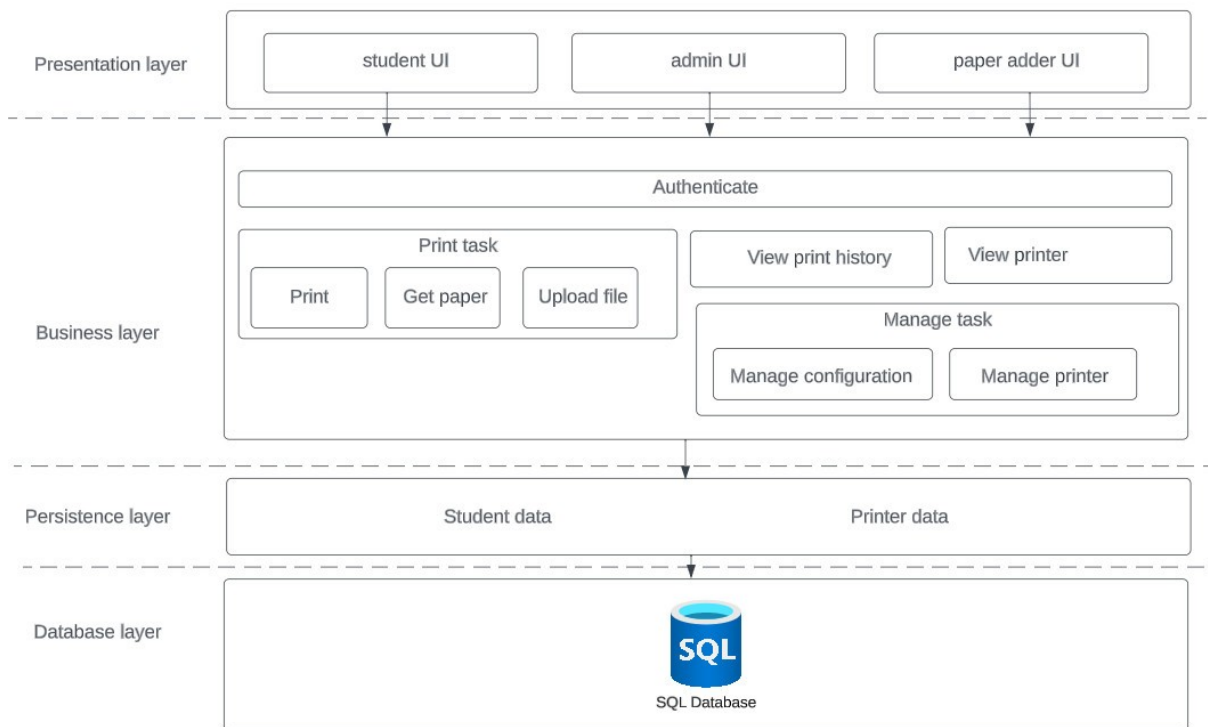 Presentation layer
student UI
admin UI
paper adder UI
Business layer
Authenticate
Print task
Print
Get paper
Upload file
View print history
View printer
Manage task
Manage configuration
Manage printer
Persistence layer
Student data
Printer data
Database layer
SQL
SQL Database